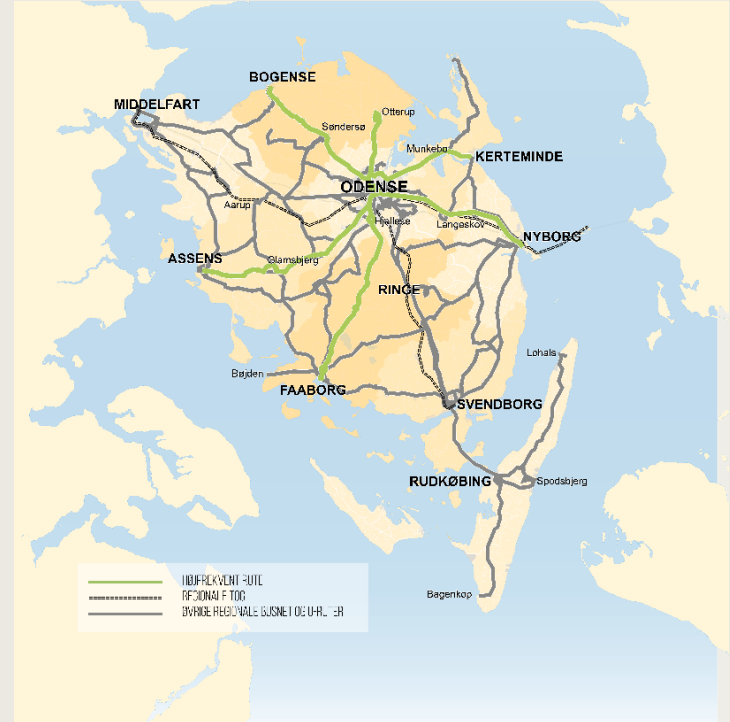 BOGENSE
MIDDELFART
Otterup
Søndersø
Munkebo
KERTEMINDE
ODENSE
Aarup
Hjallese
Langeskov
NYBORG
ASSENS
Glamsbjerg
RINGE
Løhals
Bøjden
FAABORG
SVENDBORG
RUDKØBING
Spodsbjerg
Bagenkop
HØJFREKVENT RUTE
REGIONALE TOG
ØVRIGE REGIONALE BUSNET OG U-RUTER